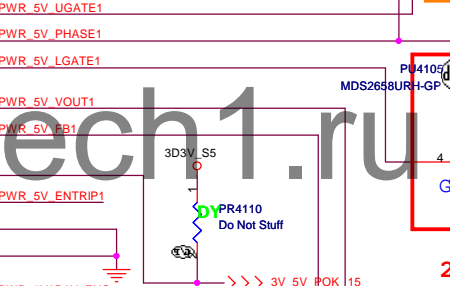 PWR_5V_UGATE1
PWR_5V_PHASE1
PWR_5V_LGATE1
PU4105
MDS2658URH-GP
PWR_5V_VOUT1
PWR_5V_FB1
ech1.ru
3D3V_S5
4
1
G
PWR_5V_ENTRIP1
DY
PR4110
Do Not Stuff
2
3V_5V_POK 15